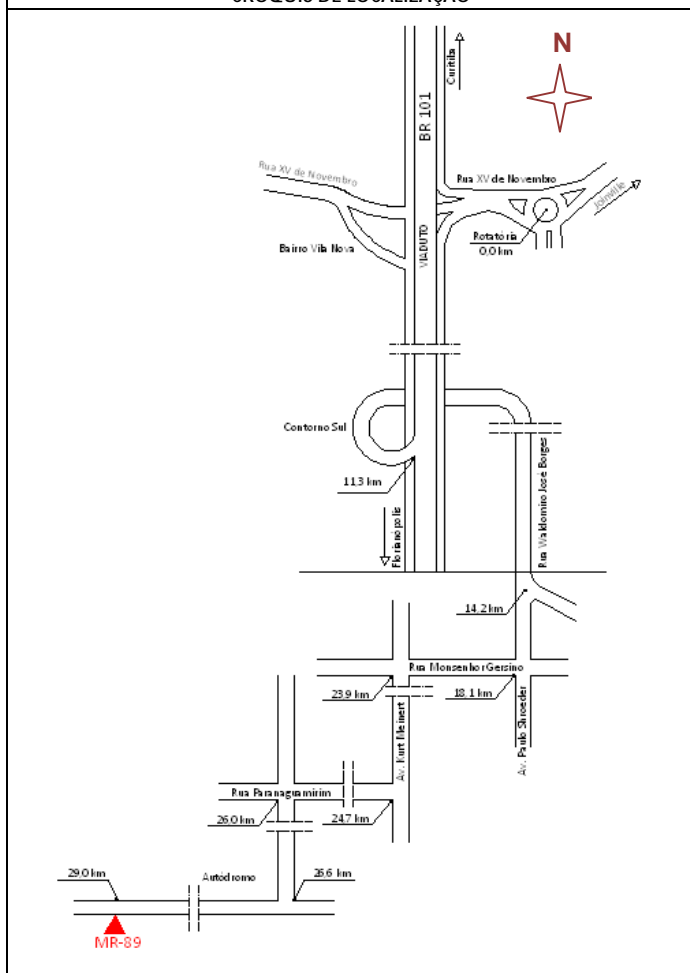 CROQUIS DE LOCALIZAÇÃO
N
Curitiba
BR 101
Rua XV de Novembro
Rua XV de Novembro
Joinville
Rotatória
0,0 km
Bairro Vila Nova
VIADUTO
Contorno Sul
11,3 km
Rua Waldomiro José Borges
Florianópolis
14,2 km
Rua Monsenhor Gersino
23,9 km
18,1 km
Av. Kurt Meinert
Av. Paulo Shroeder
Rua Paranaguamirim
26,0 km
24,7 km
29,0 km
Autódromo
26,6 km
MR-89